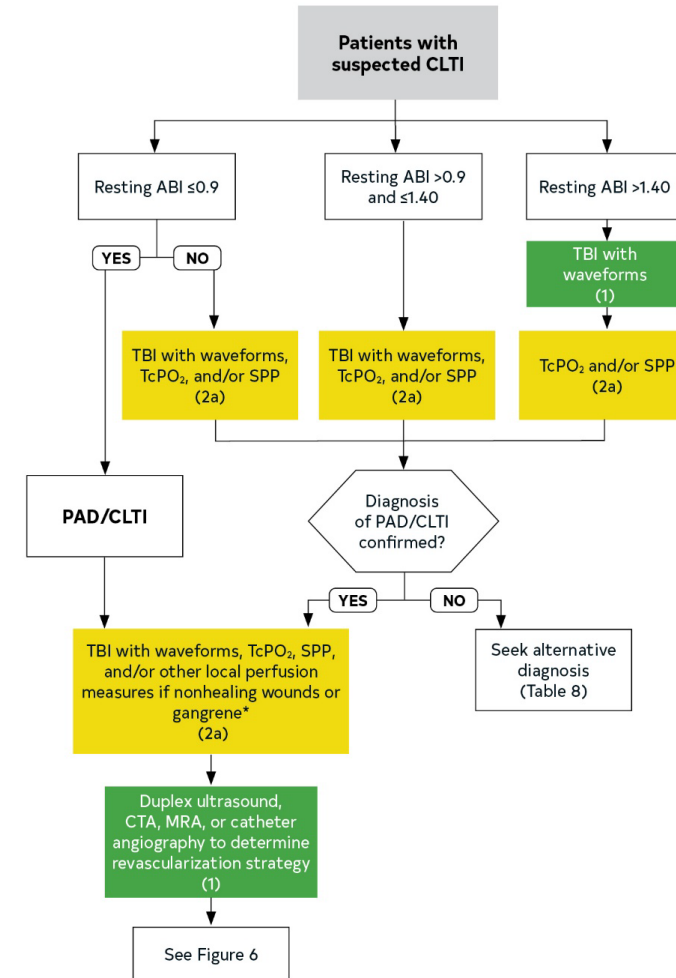 Patients with
suspected CLTI
Resting ABI ≤0.9
Resting ABI >0.9
and ≤1.40
Resting ABI >1.40
YES
NO
TBI with
waveforms
(1)
TBI with waveforms,
TcPO₂, and/or SPP
(2a)
TBI with waveforms,
TcPO₂, and/or SPP
(2a)
TcPO₂ and/or SPP
(2a)
PAD/CLTI
Diagnosis
of PAD/CLTI
confirmed?
YES
NO
TBI with waveforms, TcPO₂, SPP,
and/or other local perfusion
measures if nonhealing wounds or
gangrene*
(2a)
Seek alternative
diagnosis
(Table 8)
Duplex ultrasound,
CTA, MRA, or catheter
angiography to determine
revascularization strategy
(1)
See Figure 6